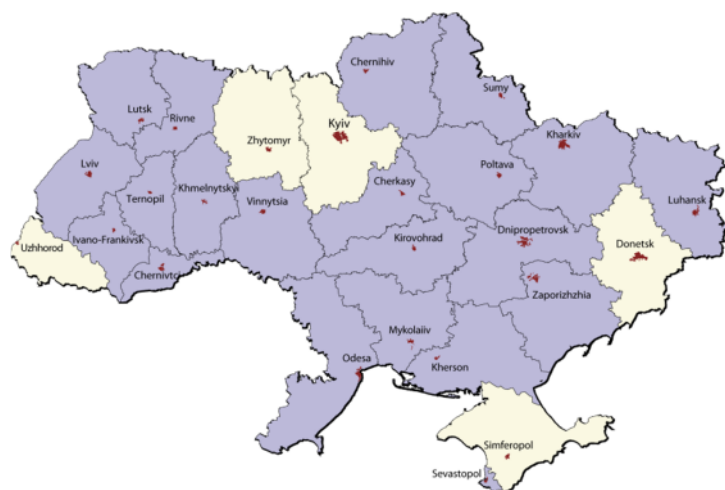 Chernihiv
Sumy
Lutsk
Rivne
Kyiv
Zhytomyr
Kharkiv
Lviv
Poltava
Ternopil
Khmelnytskyi
Vinnytsia
Cherkasy
Luhansk
Uzhhorod
Ivano-Frankivsk
Chernivtci
Kirovohrad
Dnipropetrovsk
Donetsk
Zaporizhzhia
Mykolaiiv
Odesa
Kherson
Simferopol
Sevastopol